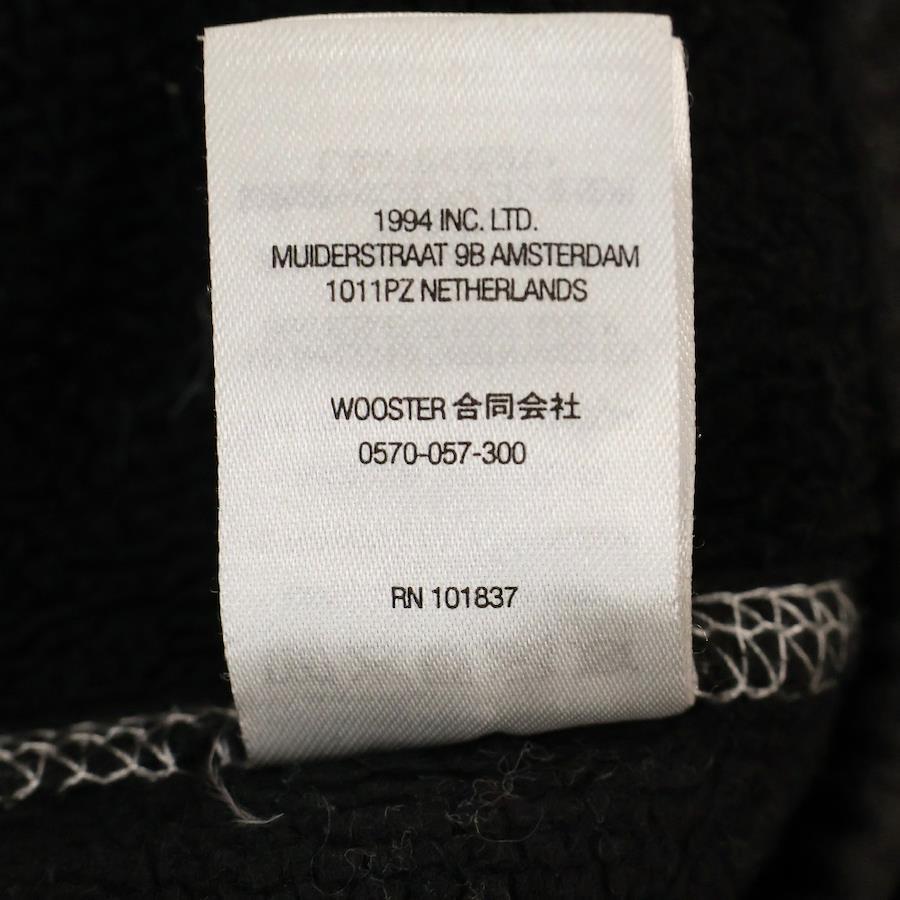 1994 INC. LTD.
MUIDERSTRAAT 9B AMSTERDAM
1011PZ NETHERLANDS
WOOSTER 合同会社
0570-057-300
RN 101837